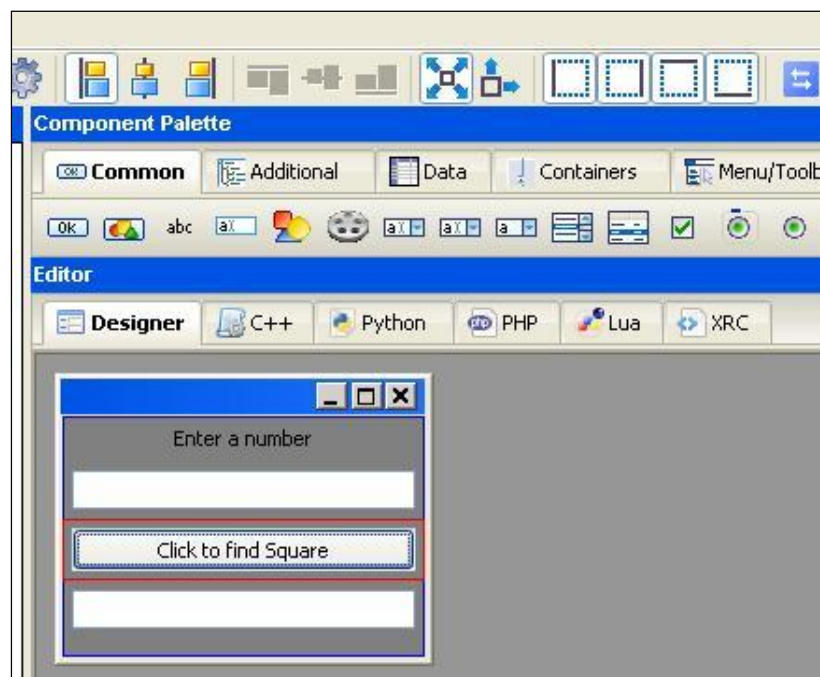 Component Palette
Common Additional Data Containers Menu/Toolb
OK abc a a a a
Editor
Designer C++ Python PHP Lua XRC
Enter a number
Click to find Square